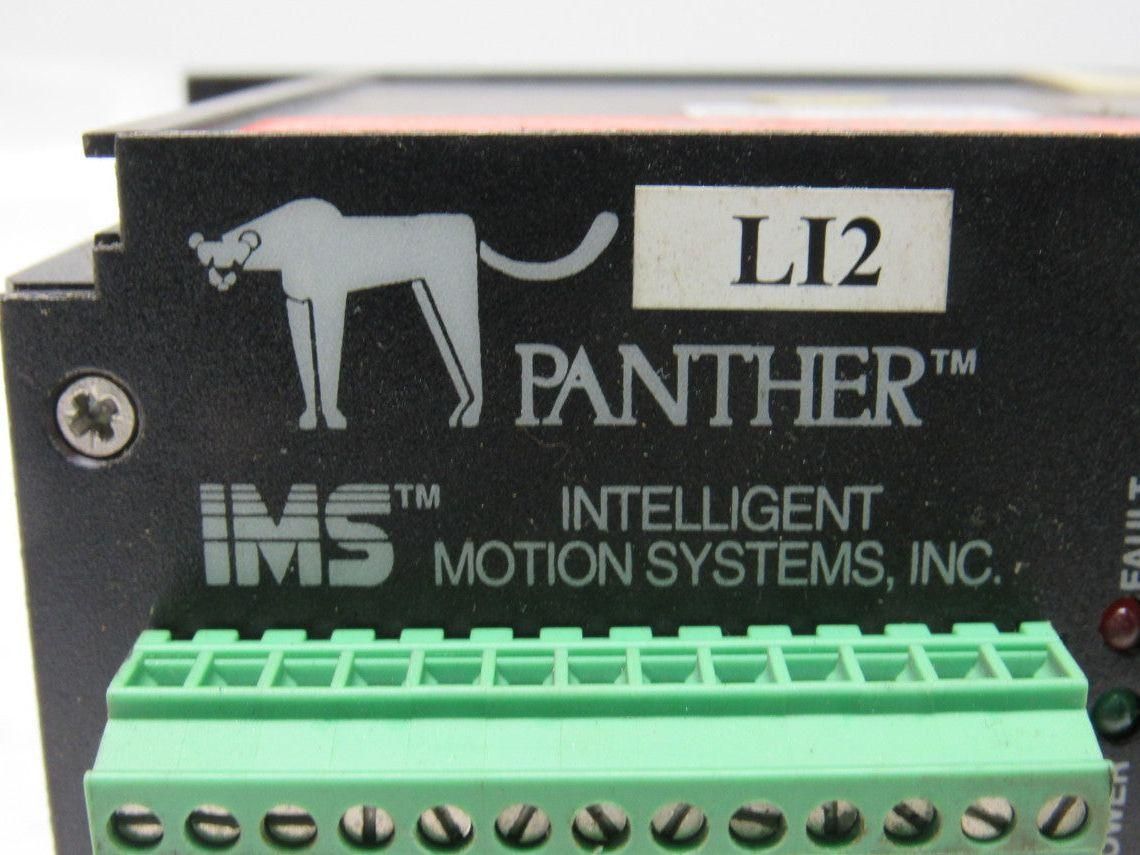 LI2
PANTHER™
IMS™
INTELLIGENT
MOTION SYSTEMS, INC.
FAULT